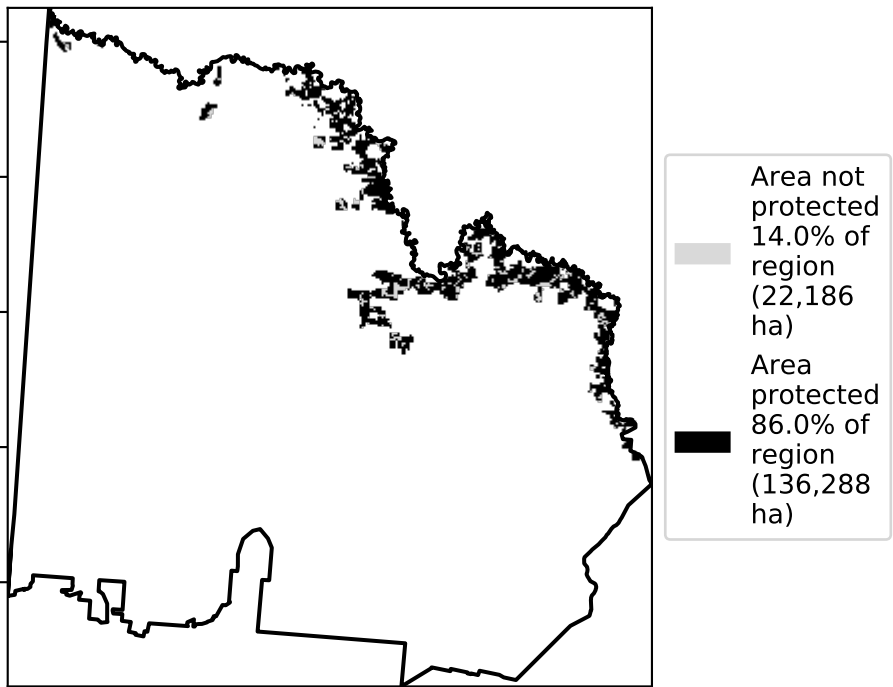 Area not
protected
14.0% of
region
(22,186
ha)
Area
protected
86.0% of
region
(136,288
ha)